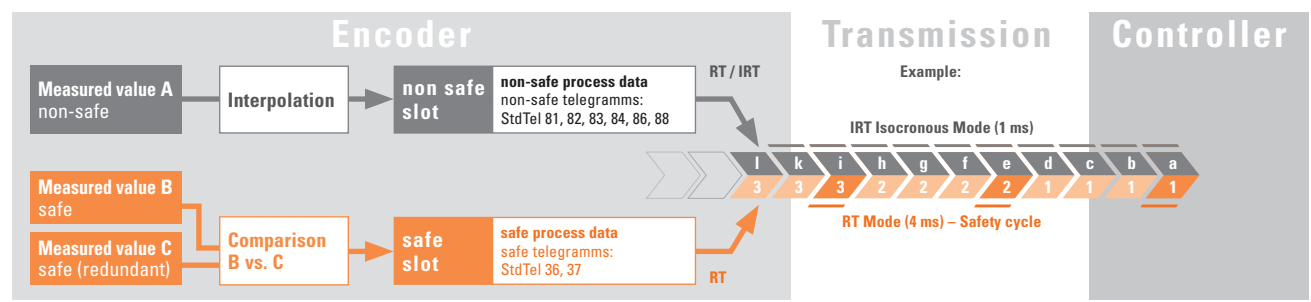 Encoder
Transmission
Controller
Measured value A
non-safe
Interpolation
non safe
slot
non-safe process data
non-safe telegramms:
StdTel 81, 82, 83, 84, 86, 88
RT / IRT
Example:
IRT Isocronous Mode (1 ms)
l k i h g f e d c b a
3 3 3 2 2 2 2 1 1 1 1
RT Mode (4 ms) – Safety cycle
Measured value B
safe
Measured value C
safe (redundant)
Comparison
B vs. C
safe
slot
safe process data
safe telegramms:
StdTel 36, 37
RT